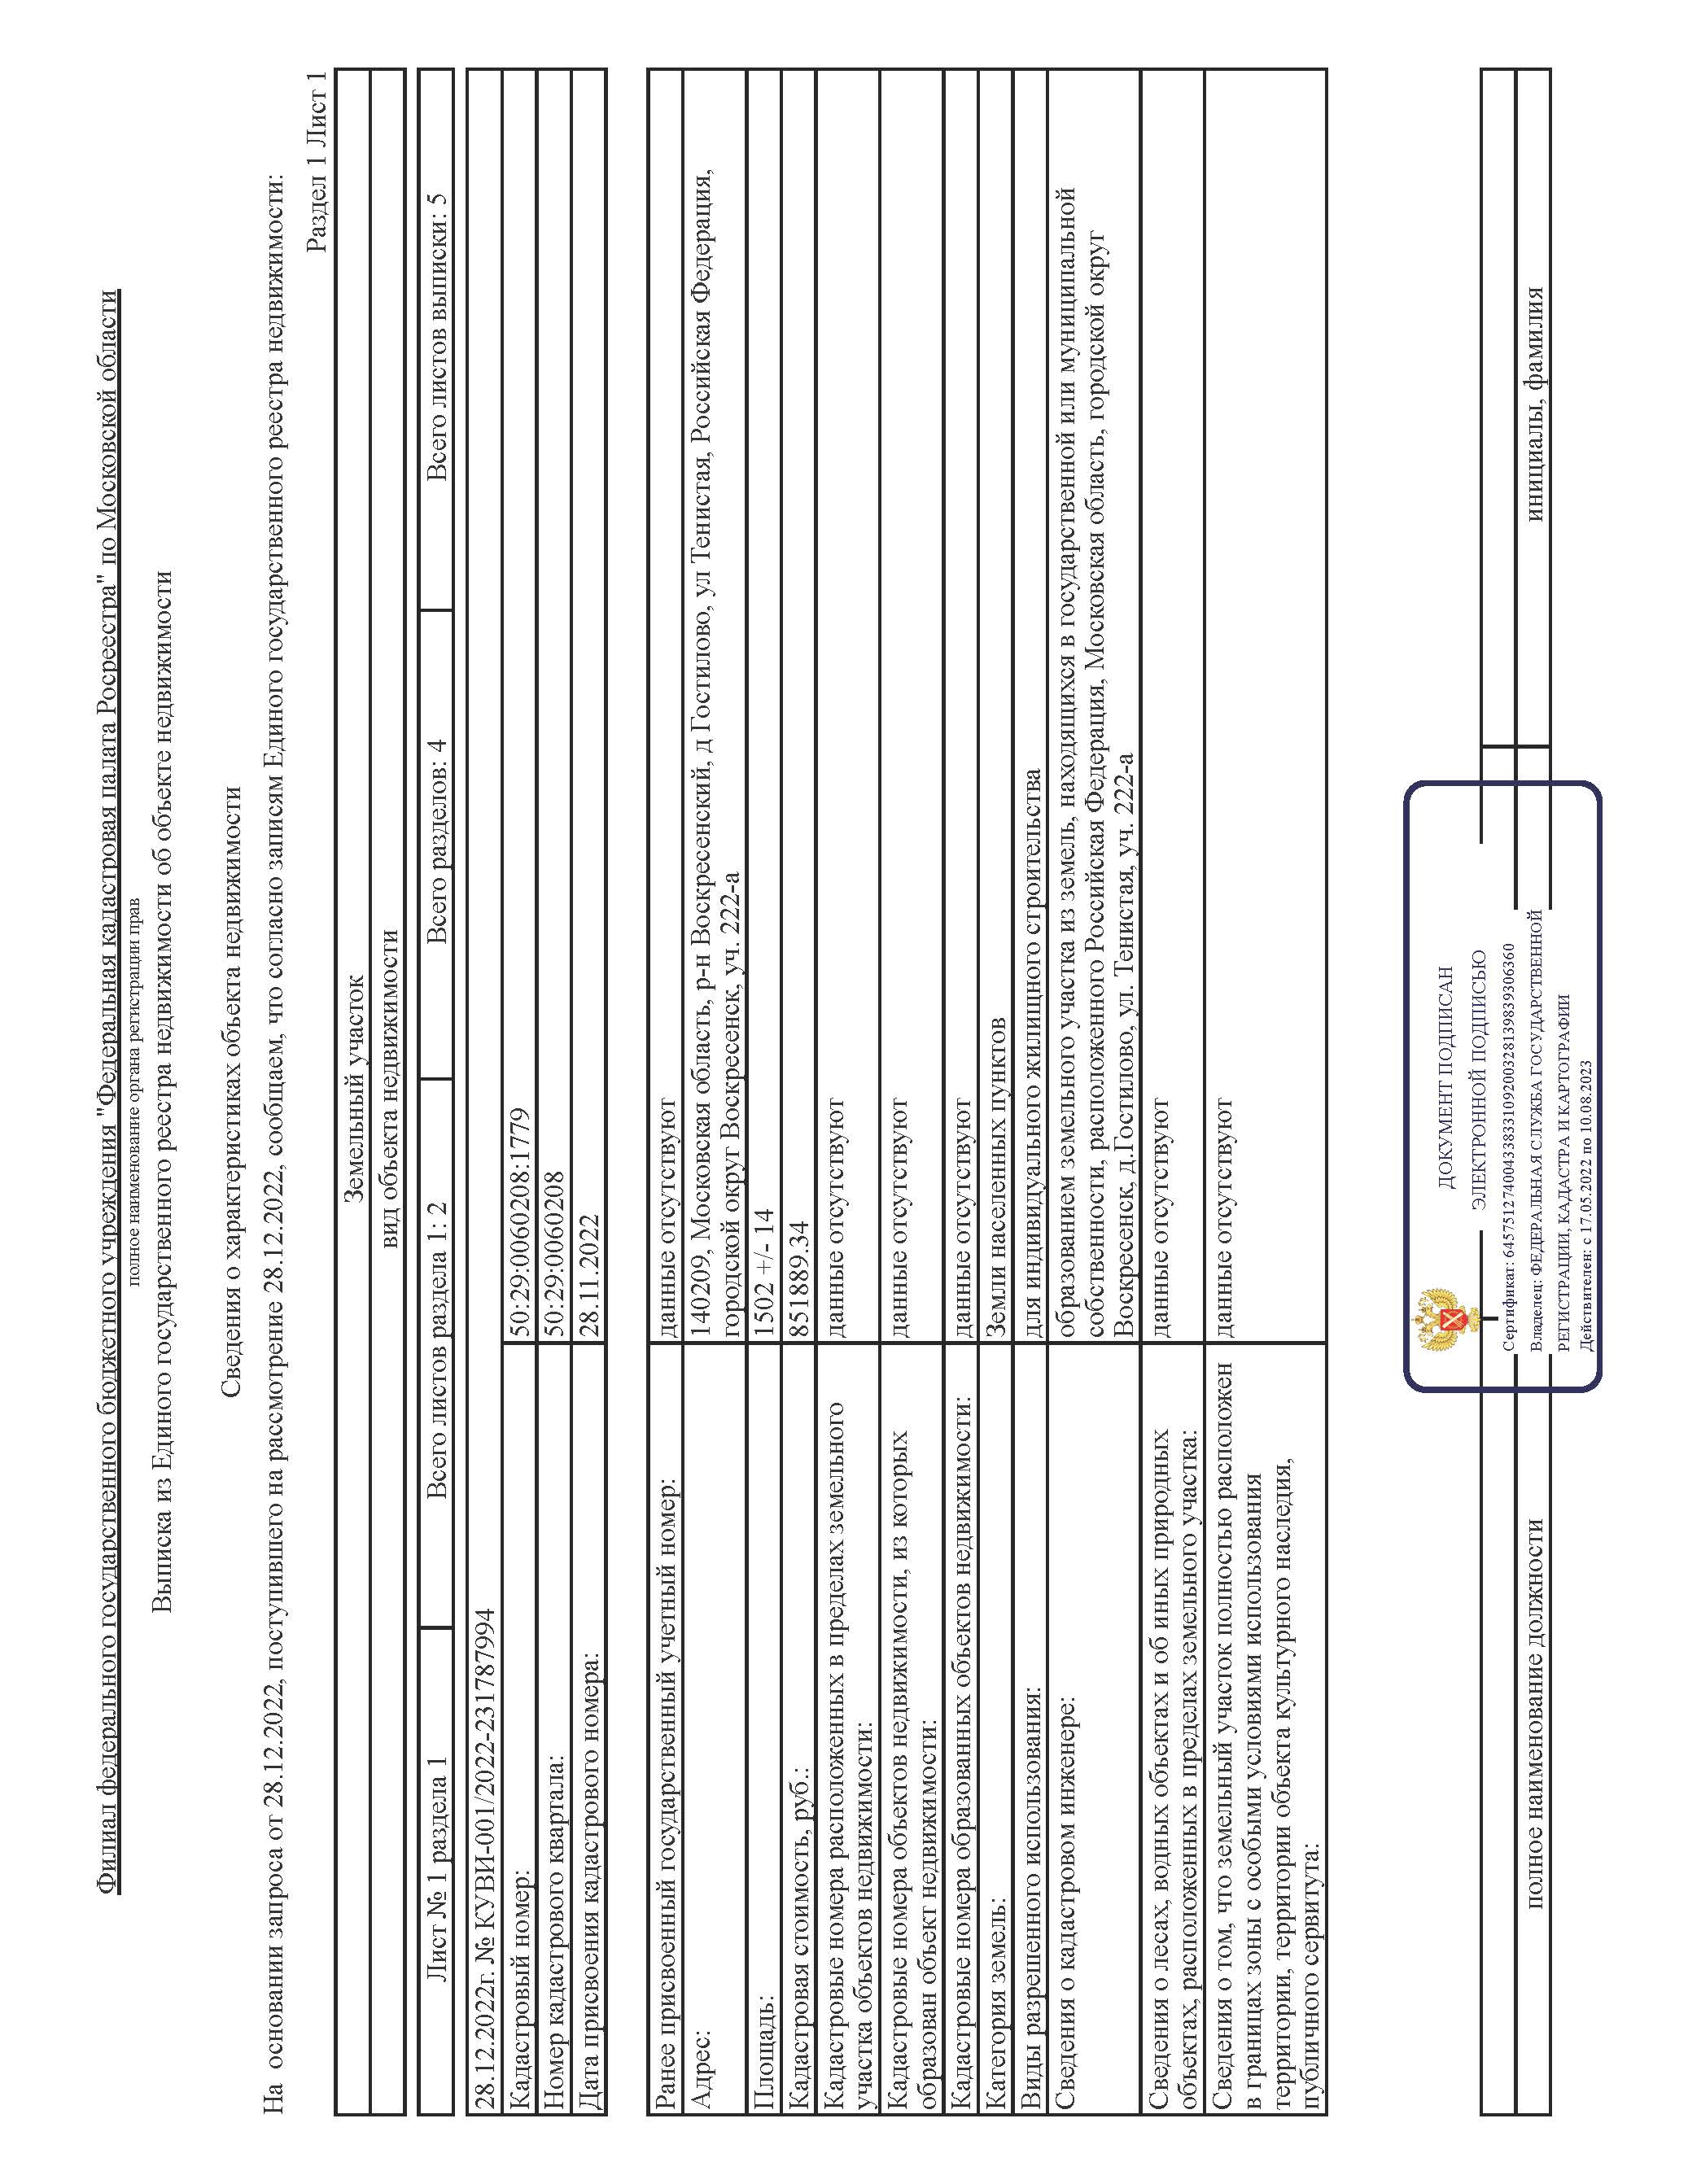 Филиал федерального государственного бюджетного учреждения "Федеральная кадастровая палата Росреестра" по Московской области
полное наименование органа регистрации прав
Выписка из Единого государственного реестра недвижимости об объекте недвижимости
Сведения о характеристиках объекта недвижимости
На основании запроса от 28.12.2022, поступившего на рассмотрение 28.12.2022, сообщаем, что согласно записям Единого государственного реестра недвижимости:
Раздел 1 Лист 1
Земельный участок
вид объекта недвижимости
Лист № 1 раздела 1 Всего листов раздела 1: 2 Всего разделов: 4 Всего листов выписки: 5
28.12.2022г. № КУВИ-001/2022-231787994
Кадастровый номер: 50:29:0060208:1779
Номер кадастрового квартала: 50:29:0060208
Дата присвоения кадастрового номера: 28.11.2022
Ранее присвоенный государственный учетный номер: данные отсутствуют
Адрес: 140209, Московская область, р-н Воскресенский, д Гостилово, ул Тенистая, Российская Федерация,
городской округ Воскресенск, уч. 222-а
Площадь: 1502 +/- 14
Кадастровая стоимость, руб.: 851889.34
Кадастровые номера расположенных в пределах земельного данные отсутствуют
участка объектов недвижимости:
Кадастровые номера объектов недвижимости, из которых данные отсутствуют
образован объект недвижимости:
Кадастровые номера образованных объектов недвижимости: данные отсутствуют
Категория земель: Земли населенных пунктов
Виды разрешенного использования: для индивидуального жилищного строительства
Сведения о кадастровом инженере: образованием земельного участка из земель, находящихся в государственной или муниципальной
собственности, расположенного Российская Федерация, Московская область, городской округ
Воскресенск, д.Гостилово, ул. Тенистая, уч. 222-а
Сведения о лесах, водных объектах и об иных природных данные отсутствуют
объектах, расположенных в пределах земельного участка:
Сведения о том, что земельный участок полностью расположен данные отсутствуют
в границах зоны с особыми условиями использования
территории, территории объекта культурного наследия,
публичного сервитута:
ДОКУМЕНТ ПОДПИСАН
ЭЛЕКТРОННОЙ ПОДПИСЬЮ
Сертификат: 64575127400433833109200328139839306360
Владелец: ФЕДЕРАЛЬНАЯ СЛУЖБА ГОСУДАРСТВЕННОЙ
РЕГИСТРАЦИИ, КАДАСТРА И КАРТОГРАФИИ
Действителен: с 17.05.2022 по 10.08.2023
полное наименование должности инициалы, фамилия